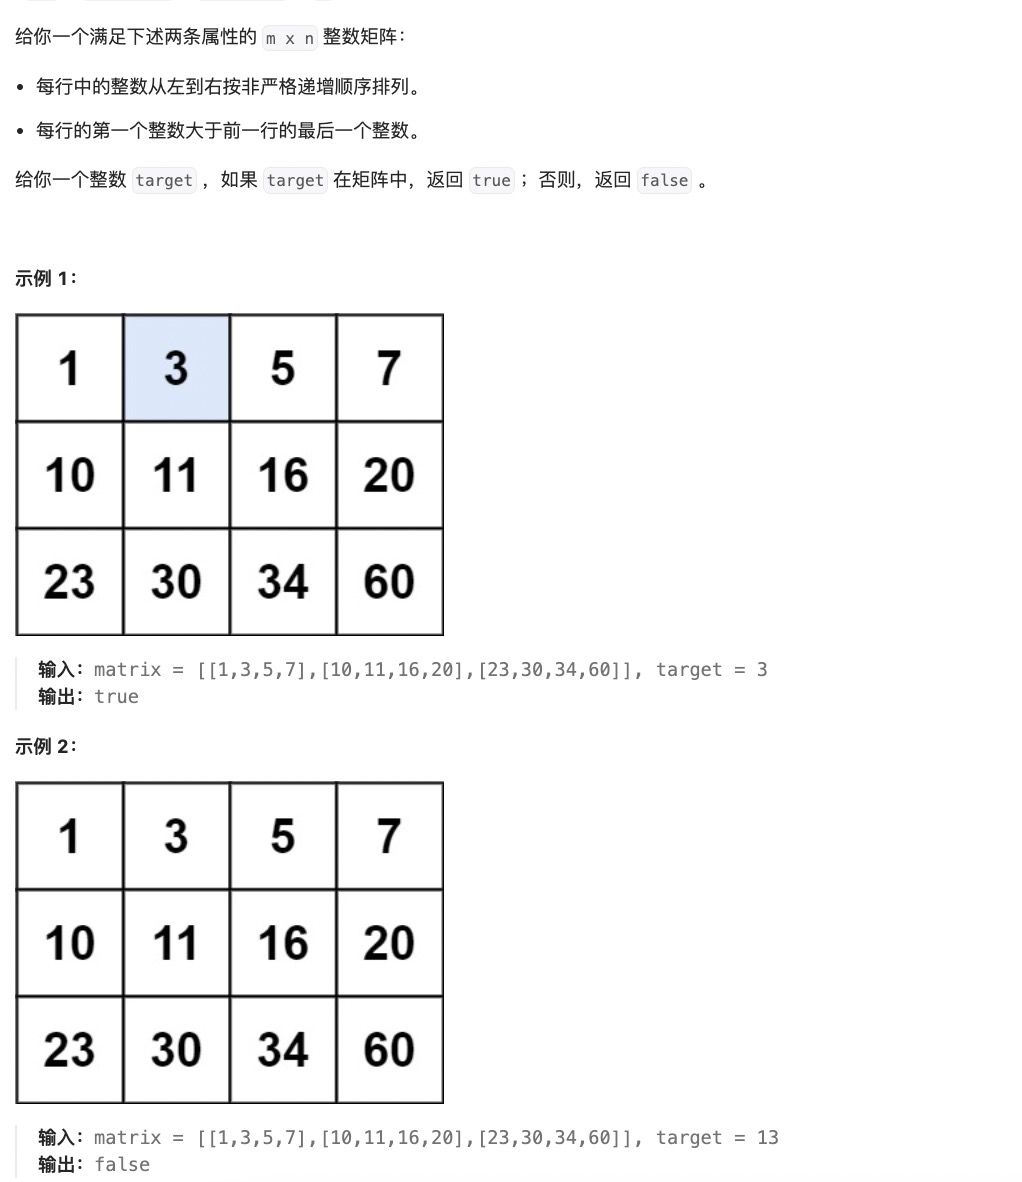 给你一个满足下述两条属性的 m x n 整数矩阵：
• 每行中的整数从左到右按非严格递增顺序排列。
• 每行的第一个整数大于前一行的最后一个整数。
给你一个整数 target ，如果 target 在矩阵中，返回 true ；否则，返回 false 。
示例 1：
1 3 5 7
10 11 16 20
23 30 34 60
输入：matrix = [[1,3,5,7],[10,11,16,20],[23,30,34,60]], target = 3
输出：true
示例 2：
1 3 5 7
10 11 16 20
23 30 34 60
输入：matrix = [[1,3,5,7],[10,11,16,20],[23,30,34,60]], target = 13
输出：false